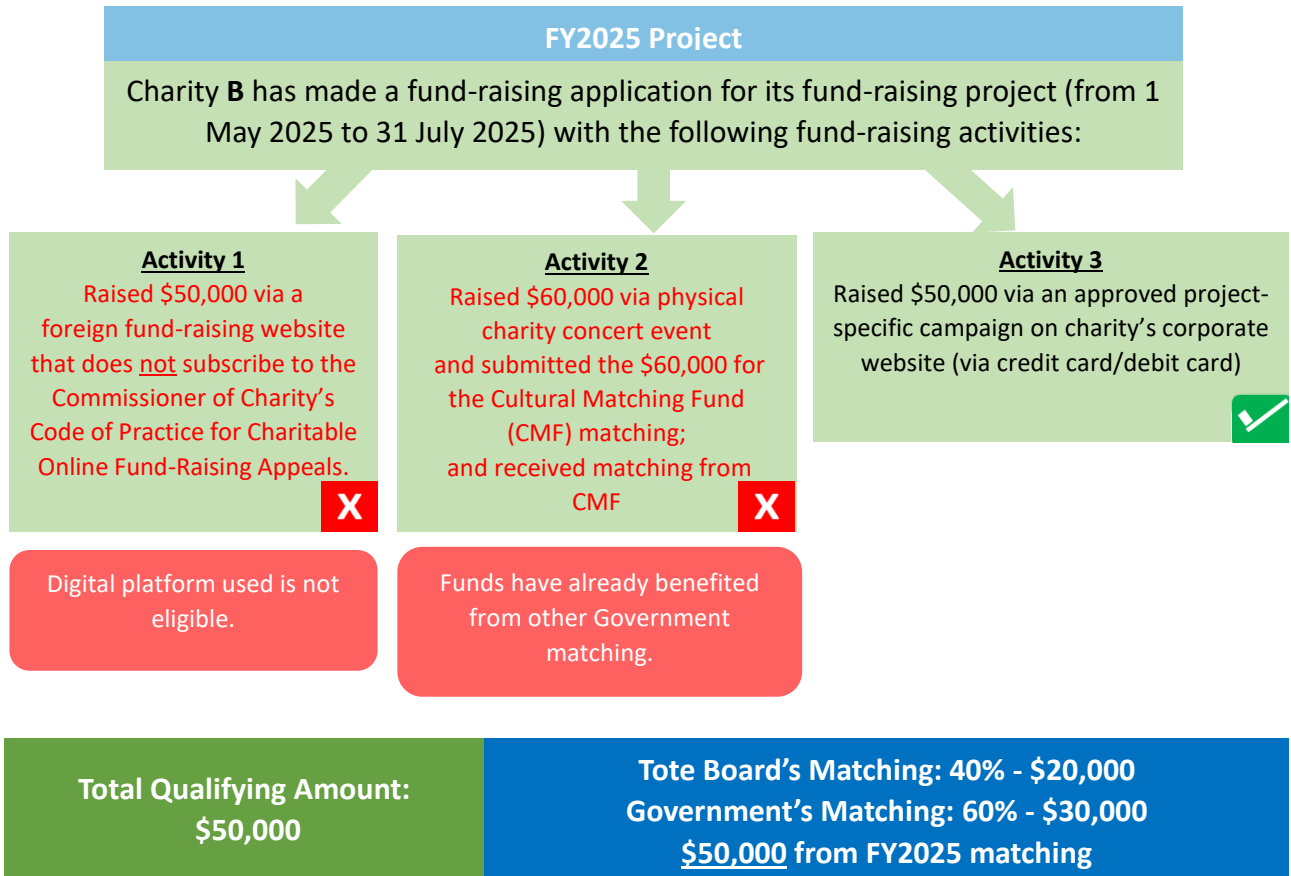 FY2025 Project
Charity B has made a fund-raising application for its fund-raising project (from 1
May 2025 to 31 July 2025) with the following fund-raising activities:
Activity 1
Raised $50,000 via a
foreign fund-raising website
that does not subscribe to the
Commissioner of Charity's
Code of Practice for Charitable
Online Fund-Raising Appeals.
X
Digital platform used is not
eligible.
Activity 2
Raised $60,000 via physical
charity concert event
and submitted the $60,000 for
the Cultural Matching Fund
(CMF) matching;
and received matching from
CMF
X
Funds have already benefited
from other Government
matching.
Activity 3
Raised $50,000 via an approved project-
specific campaign on charity's corporate
website (via credit card/debit card)
Total Qualifying Amount:
$50,000
Tote Board's Matching: 40% - $20,000
Government's Matching: 60% - $30,000
$50,000 from FY2025 matching